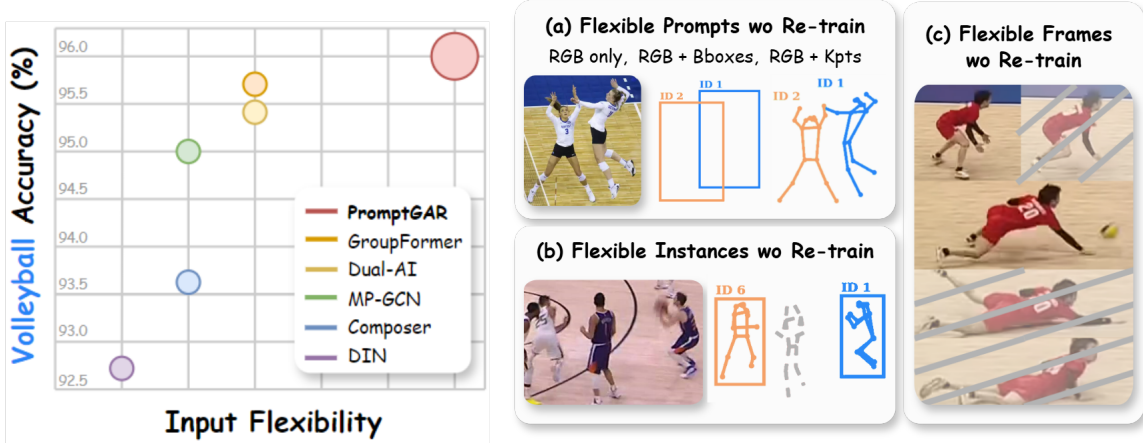 Volleyball Accuracy (%)
96.0
95.5
95.0
94.5
94.0
93.5
93.0
92.5
PromptGAR
GroupFormer
Dual-AI
MP-GCN
Composer
DIN
Input Flexibility
(a) Flexible Prompts wo Re-train
RGB only, RGB + Bboxes, RGB + Kpts
ID 2
ID 1
ID 2
ID 1
3
(b) Flexible Instances wo Re-train
25
ID 6
ID 1
(c) Flexible Frames
wo Re-train
20